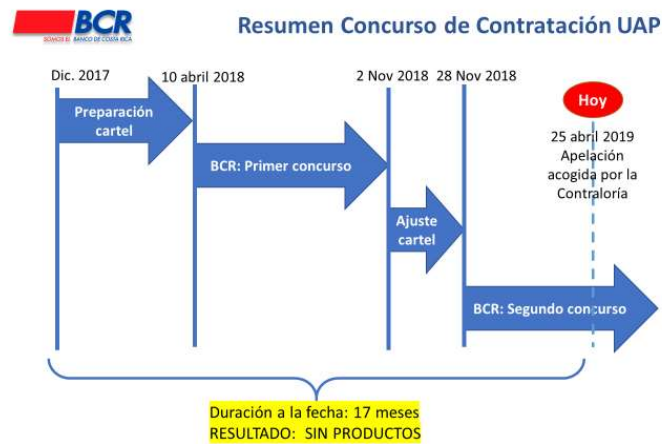 BCR
SOMOS EL BANCO DE COSTA RICA
Resumen Concurso de Contratación UAP
Dic. 2017
10 abril 2018
2 Nov 2018
28 Nov 2018
Hoy
Preparación
cartel
BCR: Primer concurso
25 abril 2019
Apelación
acogida por la
Contraloría
Ajuste
cartel
BCR: Segundo concurso
Duración a la fecha: 17 meses
RESULTADO: SIN PRODUCTOS